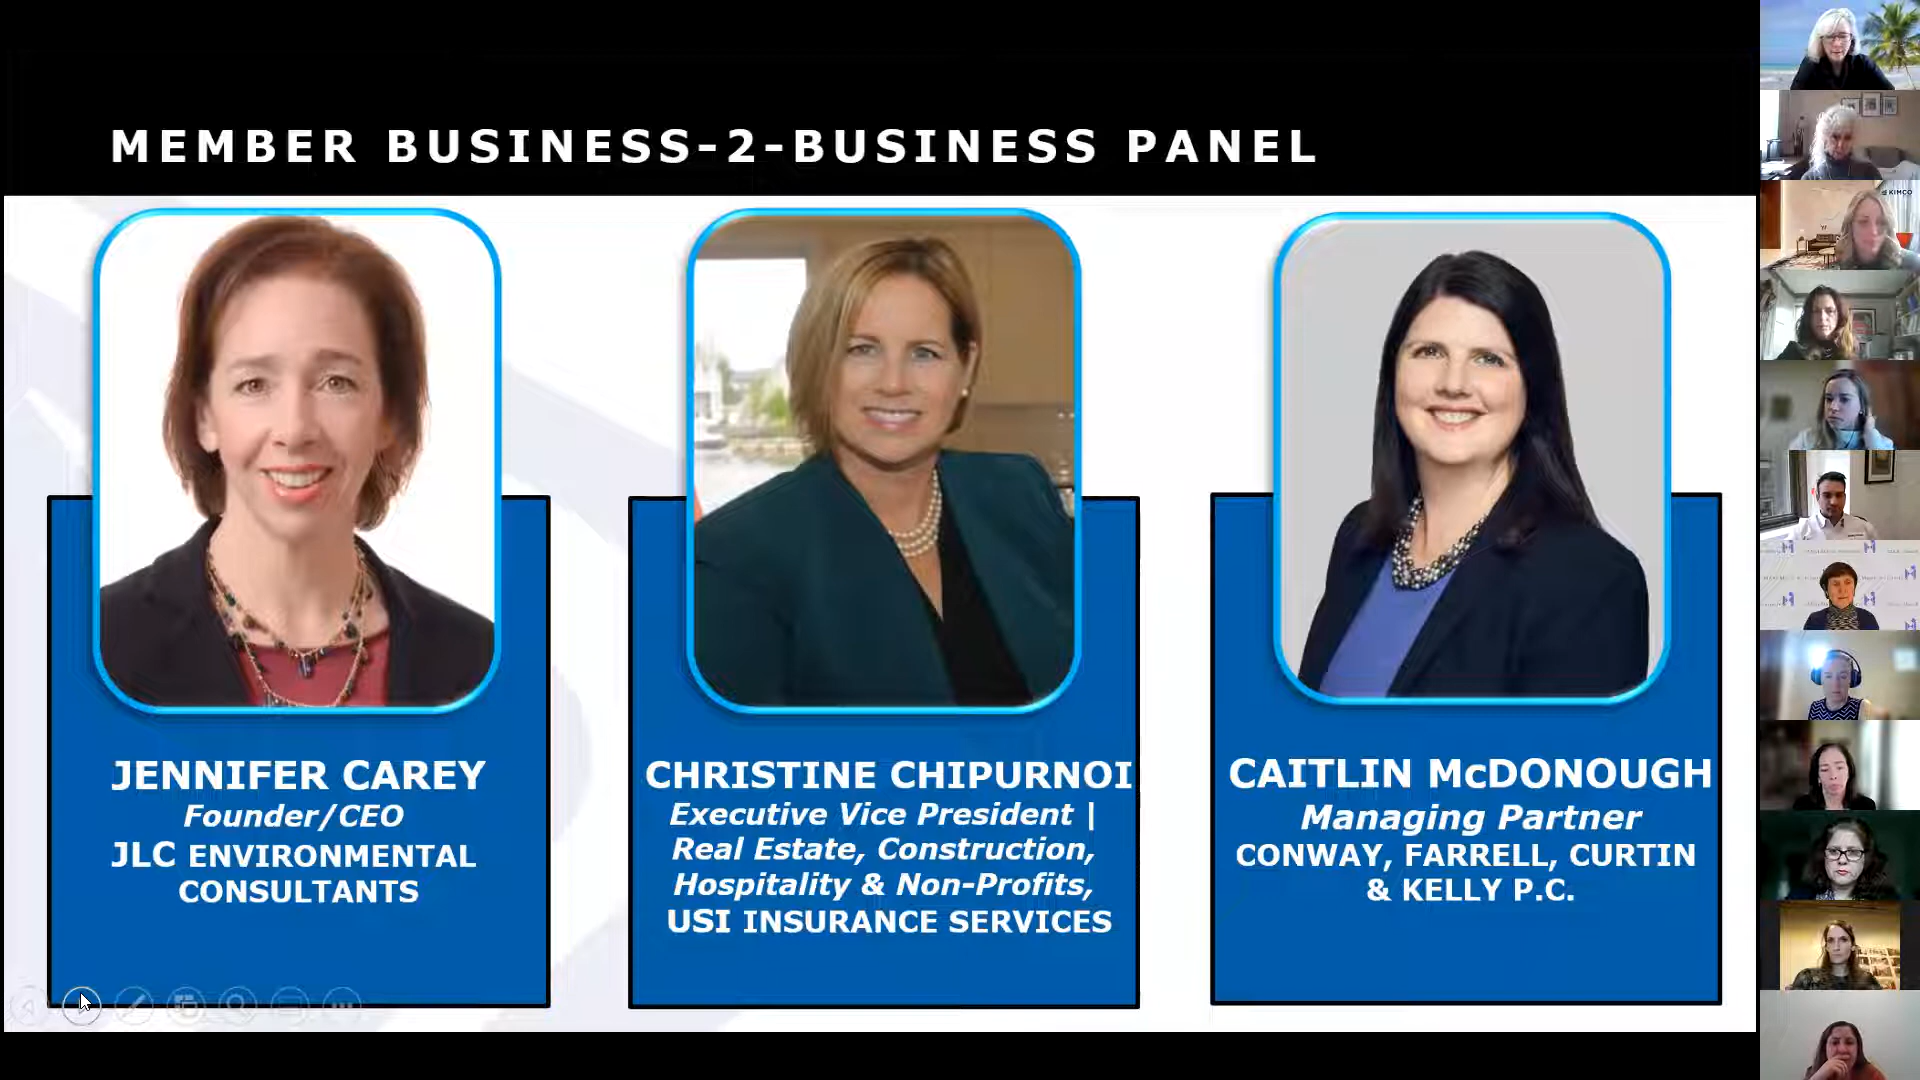 MEMBER BUSINESS-2-BUSINESS PANEL
JENNIFER CAREY
Founder/CEO
JLC ENVIRONMENTAL
CONSULTANTS
CHRISTINE CHIPURNOI
Executive Vice President |
Real Estate, Construction,
Hospitality & Non-Profits,
USI INSURANCE SERVICES
CAITLIN McDONOUGH
Managing Partner
CONWAY, FARRELL, CURTIN
& KELLY P.C.
KIMCO